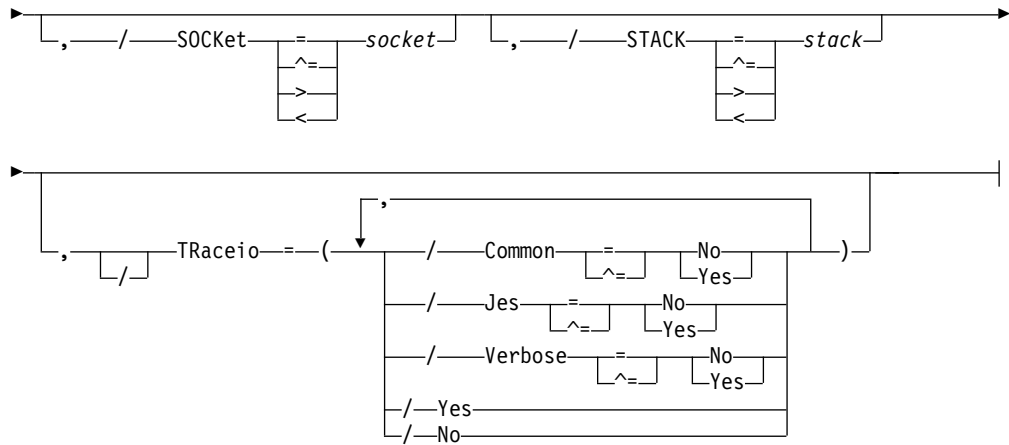 , / SOCKet = socket , / STACK = stack
^= ^=
> >
< <
,
, TRaceio = ( / Common = No )
/ ^= Yes
/ Jes = No
^= Yes
/ Verbose = No
^= Yes
/ Yes
/ No